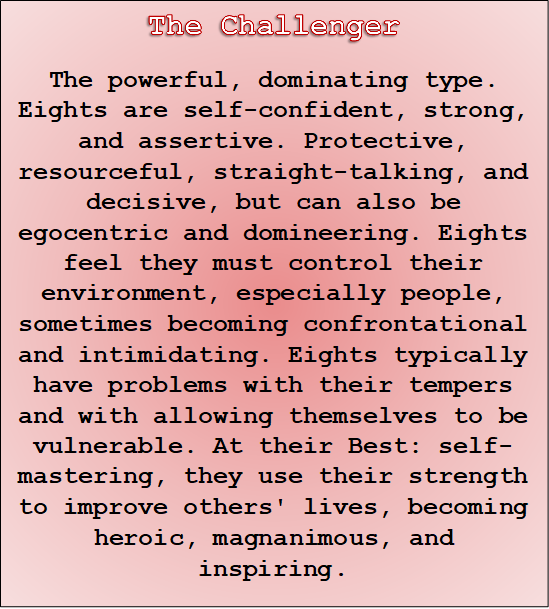 The Challenger
The powerful, dominating type.
Eights are self-confident, strong,
and assertive. Protective,
resourceful, straight-talking, and
decisive, but can also be
egocentric and domineering. Eights
feel they must control their
environment, especially people,
sometimes becoming confrontational
and intimidating. Eights typically
have problems with their tempers
and with allowing themselves to be
vulnerable. At their Best: self-
mastering, they use their strength
to improve others' lives, becoming
heroic, magnanimous, and
inspiring.